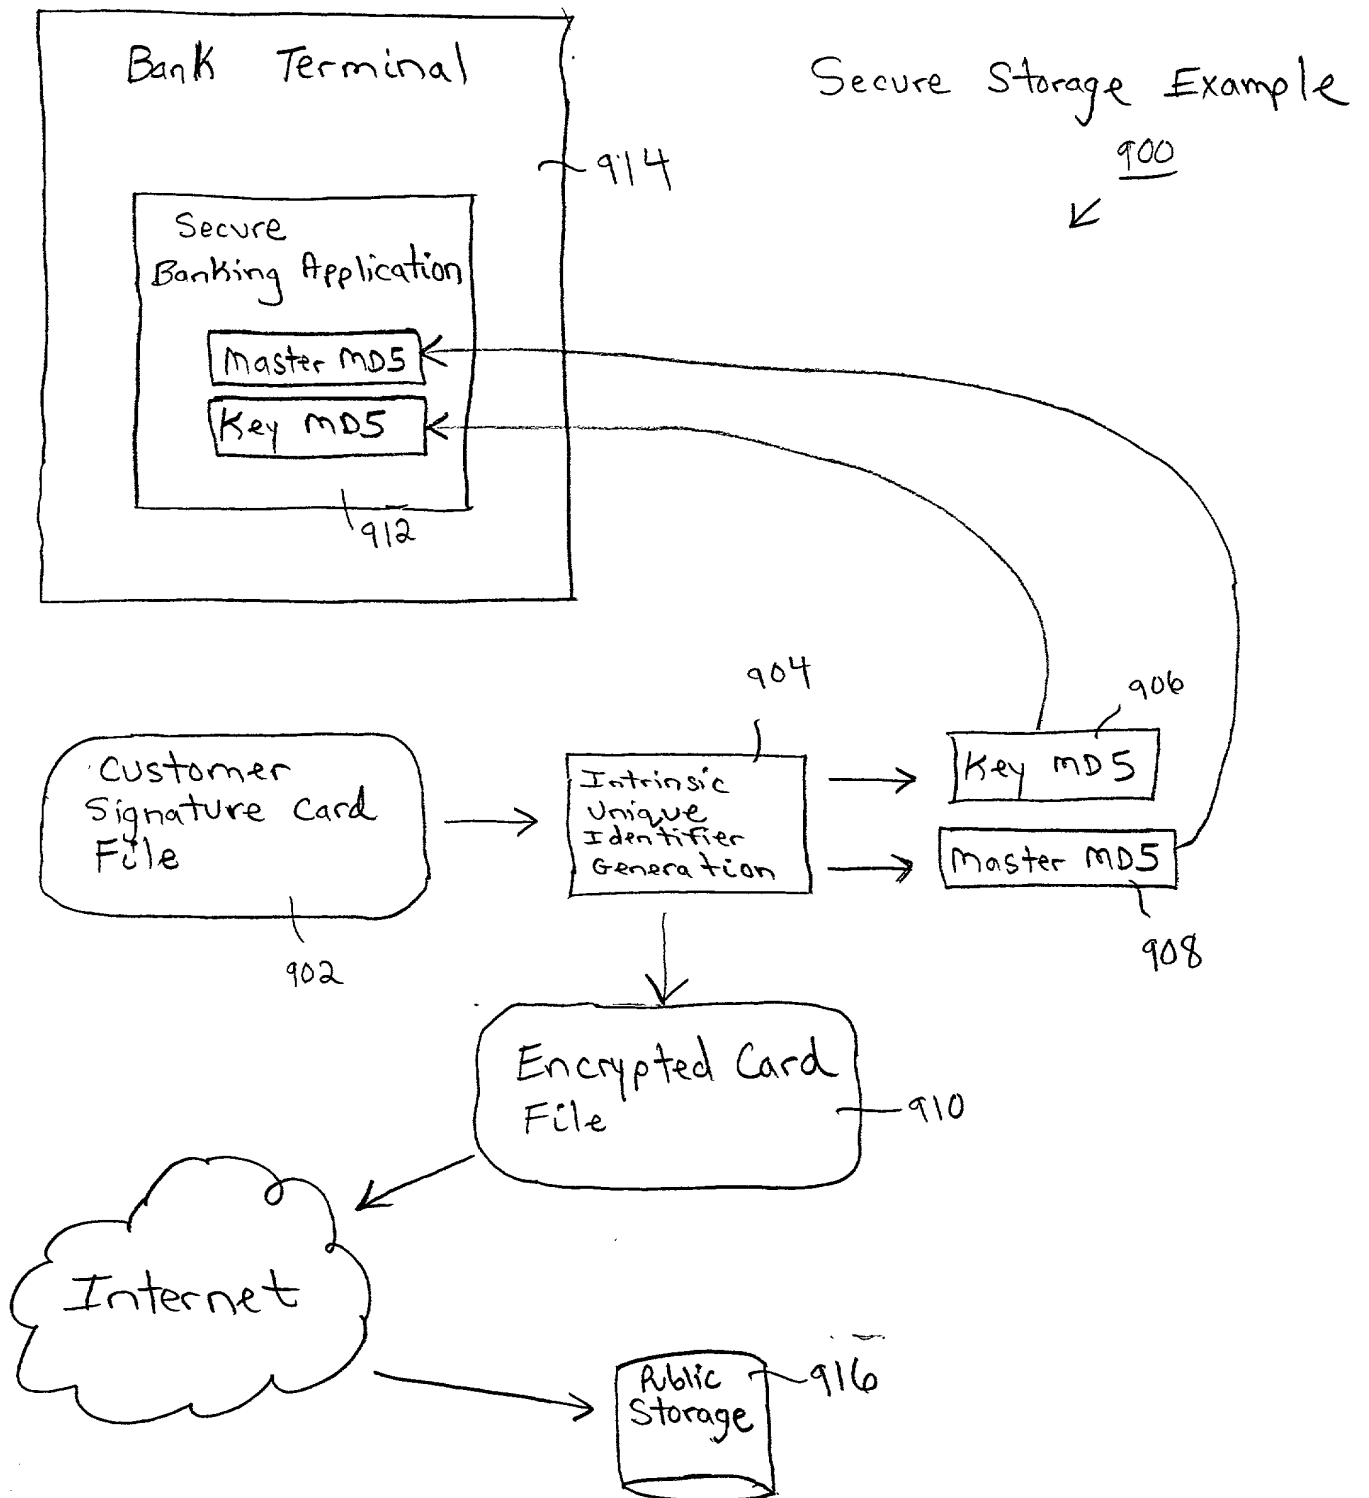 Bank Terminal
Secure Storage Example
900
914
Secure
Banking Application
Master MD5
Key MD5
912
904
906
Customer
Signature Card
File
Intrinsic
Unique
Identifier
Generation
Key MD5
Master MD5
902
908
Encrypted Card
File
910
Internet
Public
Storage
916